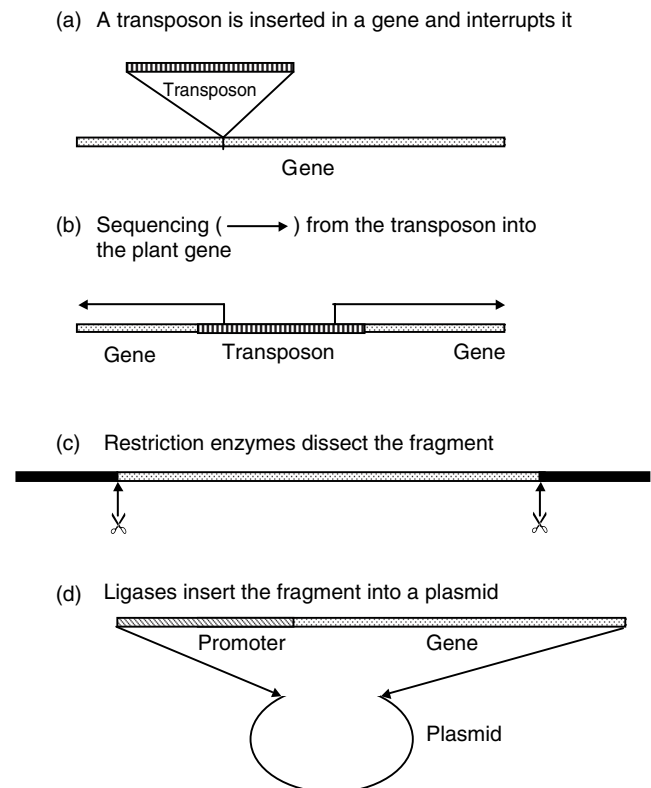 (a) A transposon is inserted in a gene and interrupts it
Transposon
Gene
(b) Sequencing ( ⟶ ) from the transposon into
the plant gene
Gene Transposon Gene
(c) Restriction enzymes dissect the fragment
(d) Ligases insert the fragment into a plasmid
Promoter Gene
Plasmid